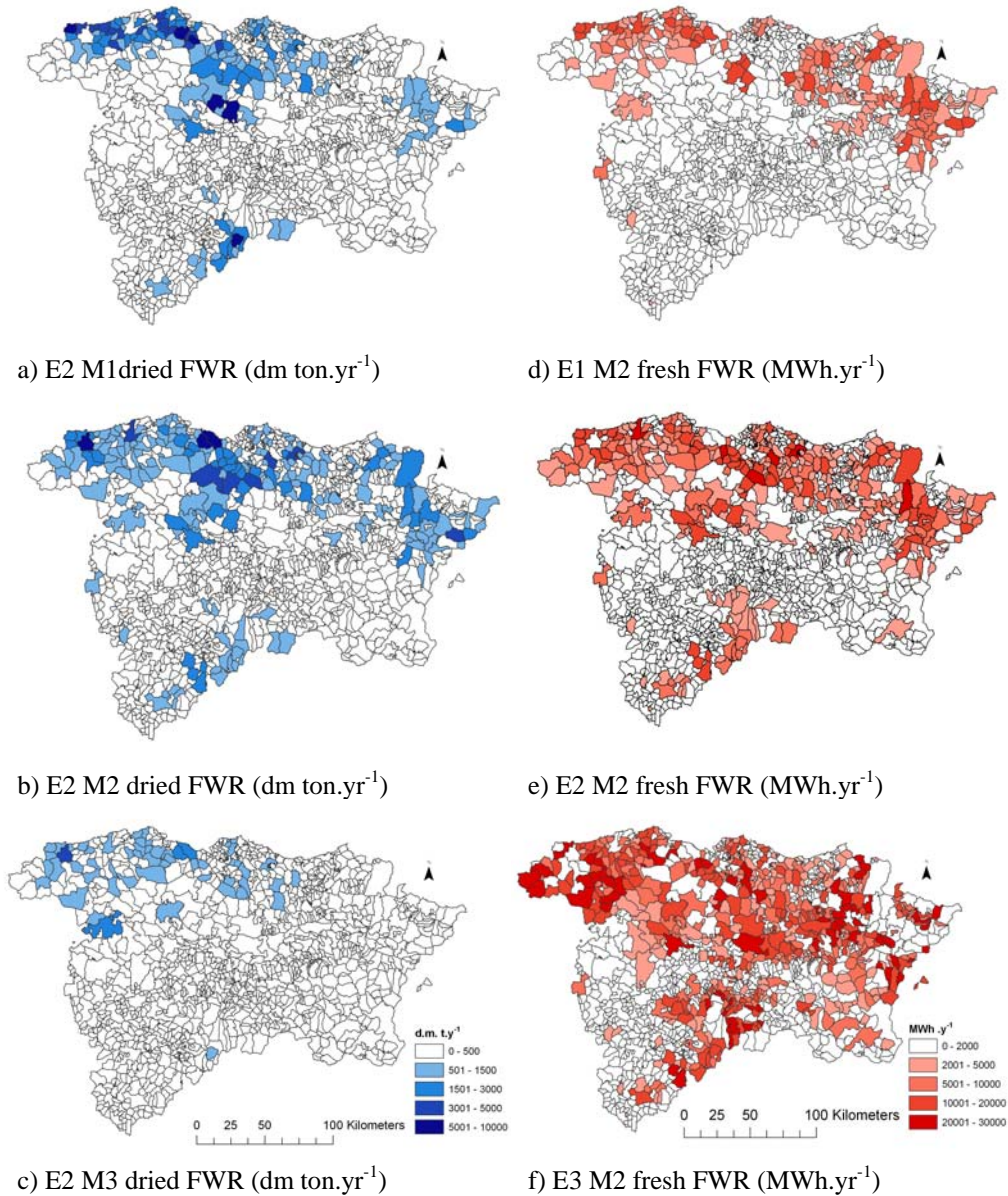 a) E2 M1dried FWR (dm ton.yr-1)
d) E1 M2 fresh FWR (MWh.yr-1)
b) E2 M2 dried FWR (dm ton.yr-1)
e) E2 M2 fresh FWR (MWh.yr-1)
d.m. t.y-1
0 - 500
501 - 1500
1501 - 3000
3001 - 5000
5001 - 10000
0 25 50 100 Kilometers
MWh .y-1
0 - 2000
2001 - 5000
5001 - 10000
10001 - 20000
20001 - 30000
0 25 50 100 Kilometers
c) E2 M3 dried FWR (dm ton.yr-1)
f) E3 M2 fresh FWR (MWh.yr-1)